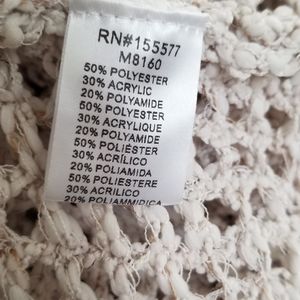 RN#155577
M8160
50% POLYESTER
30% ACRYLIC
20% POLYAMIDE
50% POLYESTER
30% ACRYLIQUE
20% POLYAMIDE
50% POLIÉSTER
30% ACRÍLICO
20% POLIAMIDA
50% POLIESTERE
30% ACRILICO
20% POLIAMMIDICA